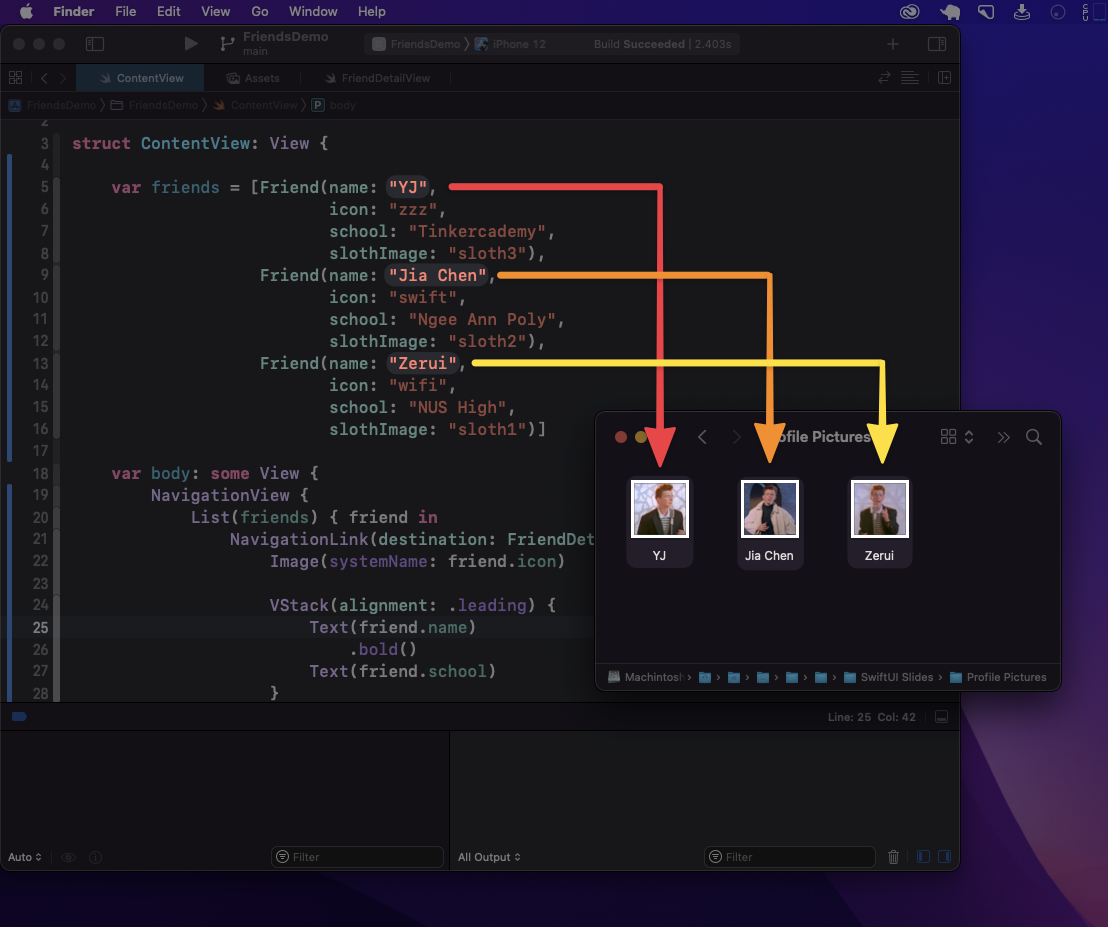 Finder File Edit View Go Window Help
FriendsDemo
main
FriendsDemo iPhone 12 Build Succeeded | 2.403s
ContentView Assets FriendDetailView
FriendsDemo FriendsDemo ContentView P body
2
3 struct ContentView: View {
4
5 var friends = [Friend(name: "YJ",
6 icon: "zzz",
7 school: "Tinkercademy",
8 slothImage: "sloth3"),
9 Friend(name: "Jia Chen",
10 icon: "swift",
11 school: "Ngee Ann Poly",
12 slothImage: "sloth2"),
13 Friend(name: "Zerui",
14 icon: "wifi",
15 school: "NUS High",
16 slothImage: "sloth1")]
17
18 var body: some View {
19 NavigationView {
20 List(friends) { friend in
21 NavigationLink(destination: FriendDet
22 Image(systemName: friend.icon)
23
24 VStack(alignment: .leading) {
25 Text(friend.name)
26 .bold()
27 Text(friend.school)
28 }
ofile Pictures
YJ Jia Chen Zerui
Machintosh SwiftUI Slides Profile Pictures
Line: 25 Col: 42
Auto Filter All Output Filter
CPU